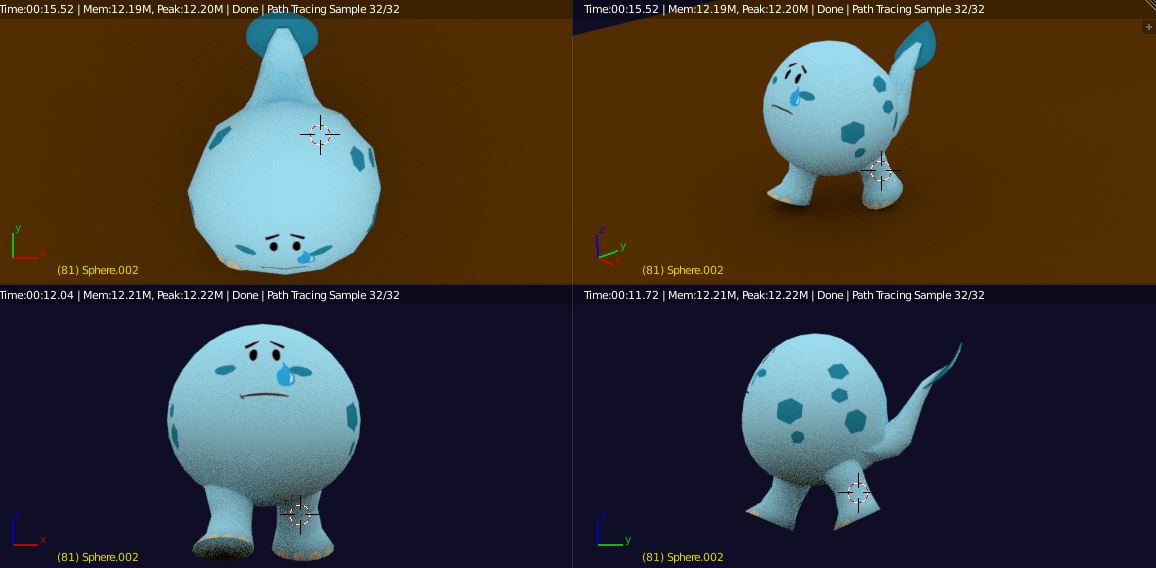 Time:00:15.52 | Mem:12.19M, Peak:12.20M | Done | Path Tracing Sample 32/32
Time:00:15.52 | Mem:12.19M, Peak:12.20M | Done | Path Tracing Sample 32/32
y
x
(81) Sphere.002
z
y
x
(81) Sphere.002
Time:00:12.04 | Mem:12.21M, Peak:12.22M | Done | Path Tracing Sample 32/32
Time:00:11.72 | Mem:12.21M, Peak:12.22M | Done | Path Tracing Sample 32/32
z
x
(81) Sphere.002
z
y
(81) Sphere.002